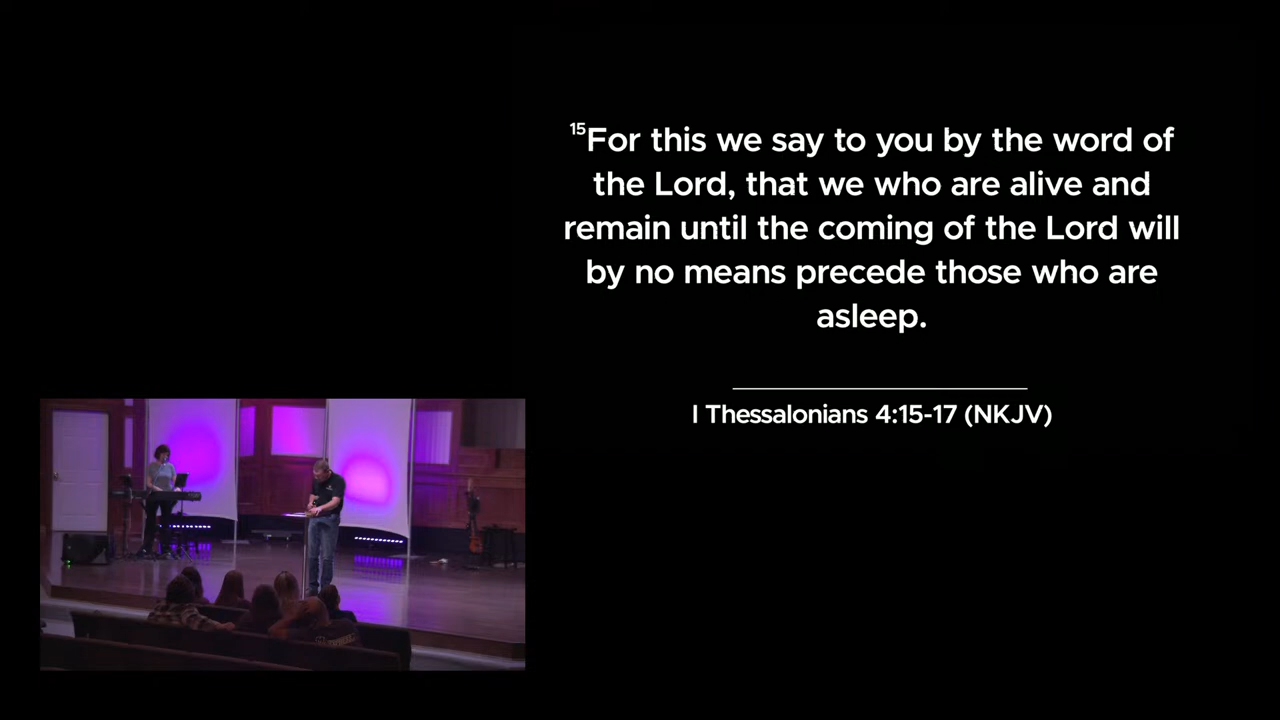 15For this we say to you by the word of
the Lord, that we who are alive and
remain until the coming of the Lord will
by no means precede those who are
asleep.
I Thessalonians 4:15-17 (NKJV)